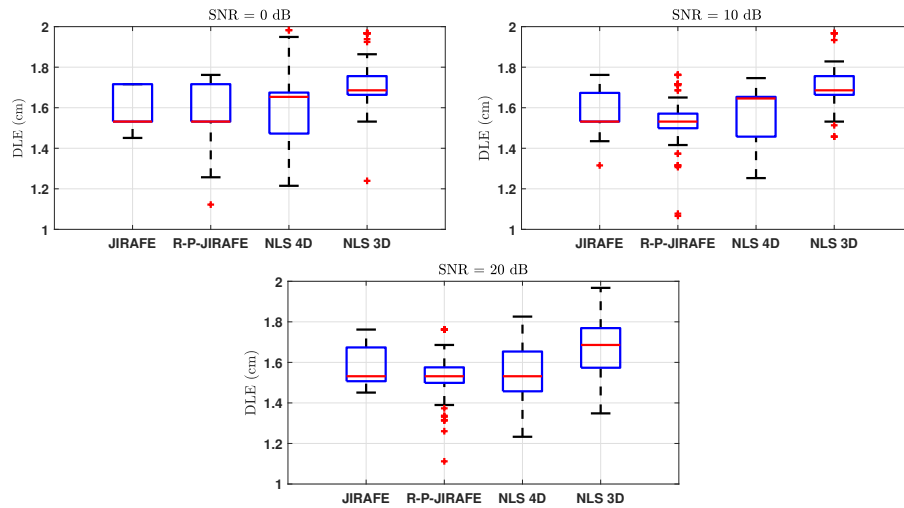 SNR = 0 dB
2
1.8
1.6
1.4
1.2
1
DLE (cm)
JIRAFE R-P-JIRAFE NLS 4D NLS 3D
SNR = 10 dB
2
1.8
1.6
1.4
1.2
1
DLE (cm)
JIRAFE R-P-JIRAFE NLS 4D NLS 3D
SNR = 20 dB
2
1.8
1.6
1.4
1.2
1
DLE (cm)
JIRAFE R-P-JIRAFE NLS 4D NLS 3D